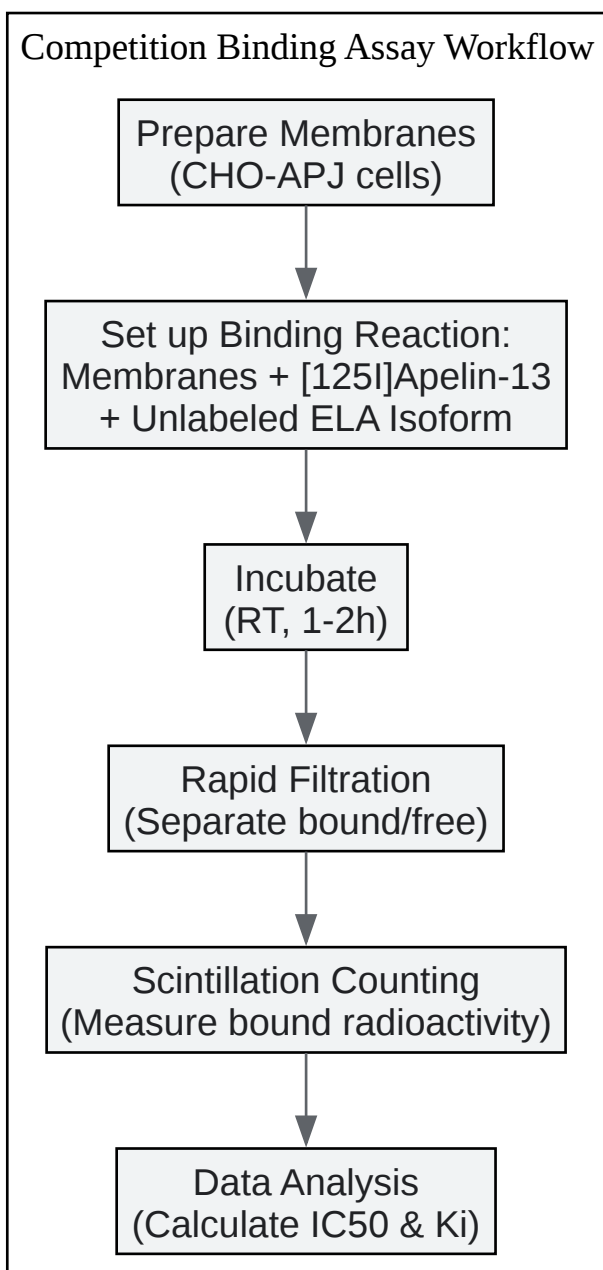 Competition Binding Assay Workflow
Prepare Membranes
(CHO-APJ cells)
Set up Binding Reaction:
Membranes + [125I]Apelin-13
+ Unlabeled ELA Isoform
Incubate
(RT, 1-2h)
Rapid Filtration
(Separate bound/free)
Scintillation Counting
(Measure bound radioactivity)
Data Analysis
(Calculate IC50 & Ki)